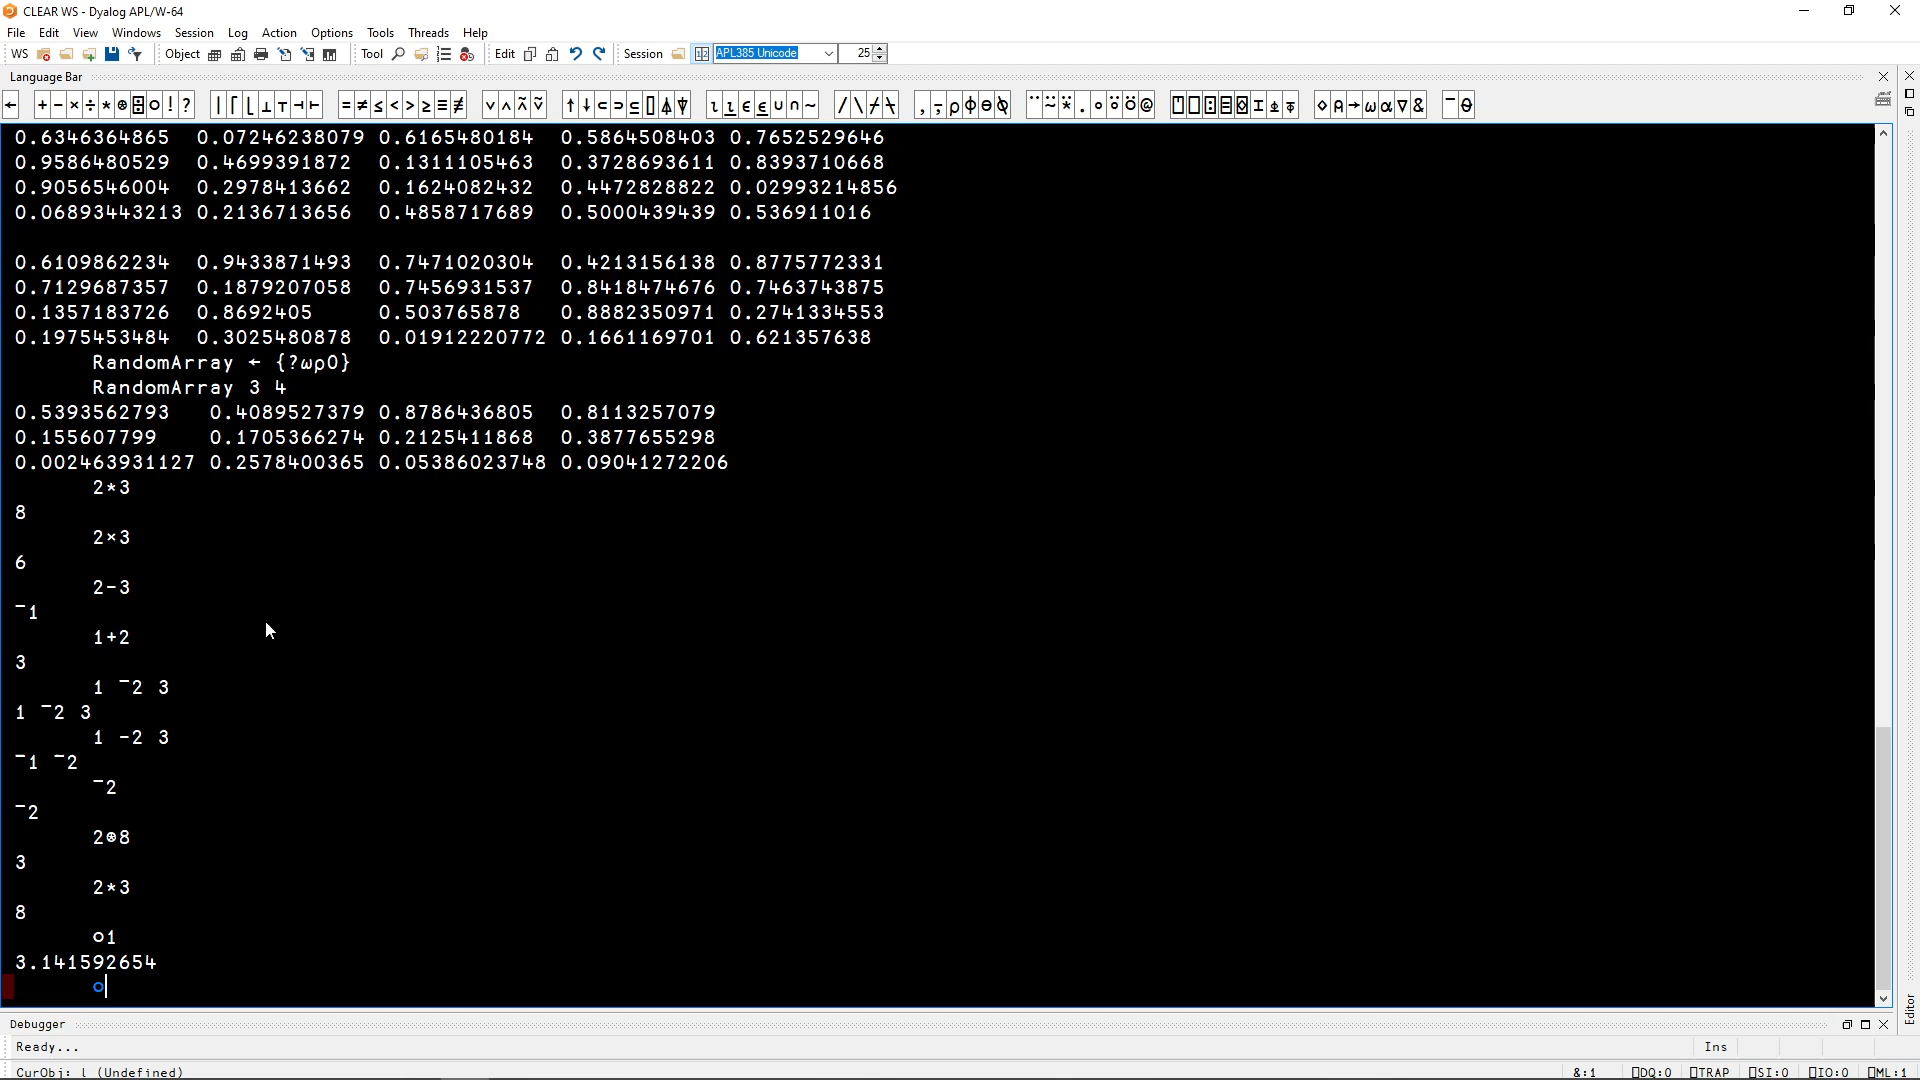 CLEAR WS - Dyalog APL/W-64
File Edit View Windows Session Log Action Options Tools Threads Help
WS Object Tool Edit Session APL385 Unicode 25
Language Bar
← + - × ÷ * ⍟ ⌹ ○ ! ? | ⌈ ⌊ ⊥ ⊤ ⊣ ⊢ = ≠ ≤ < > ≥ ≡ ≢ ∨ ∧ ⍲ ⍱ ↑ ↓ ⊂ ⊃ ⊆ ⌷ ⍋ ⍒ ⍳ ⍸ ∊ ⍷ ∪ ∩ ~ / \ ⌿ ⍀ , ⍪ ⍴ ⌽ ⊖ ⍉ ¨ ⍨ ⍣ . ∘ ⍤ ⍥ @ ⍞ ⎕ ⍠ ⌸ ⌺ ⌶ ⍎ ⍕ ⋄ ⍝ → ⍵ ⍺ ∇ & ¯ ⍬
0.6346364865 0.07246238079 0.6165480184 0.5864508403 0.7652529646
0.9586480529 0.4699391872 0.1311105463 0.3728693611 0.8393710668
0.9056546004 0.2978413662 0.1624082432 0.4472828822 0.02993214856
0.06893443213 0.2136713656 0.4858717689 0.5000439439 0.536911016
0.6109862234 0.9433871493 0.7471020304 0.4213156138 0.8775772331
0.7129687357 0.1879207058 0.7456931537 0.8418474676 0.7463743875
0.1357183726 0.8692405 0.503765878 0.8882350971 0.2741334553
0.1975453484 0.3025480878 0.01912220772 0.1661169701 0.621357638
RandomArray ← {?⍵⍴0}
RandomArray 3 4
0.5393562793 0.4089527379 0.8786436805 0.8113257079
0.155607799 0.1705366274 0.2125411868 0.3877655298
0.002463931127 0.2578400365 0.05386023748 0.09041272206
2*3
8
2×3
6
2-3
¯1
1+2
3
1 ¯2 3
1 ¯2 3
1 -2 3
¯1 ¯2
¯2
¯2
2⍟8
3
2*3
8
○1
3.141592654
○
Editor
Debugger
Ready...
Ins
CurObj: l (Undefined)
&:1 ⎕DQ:0 ⎕TRAP ⎕SI:0 ⎕IO:0 ⎕ML:1